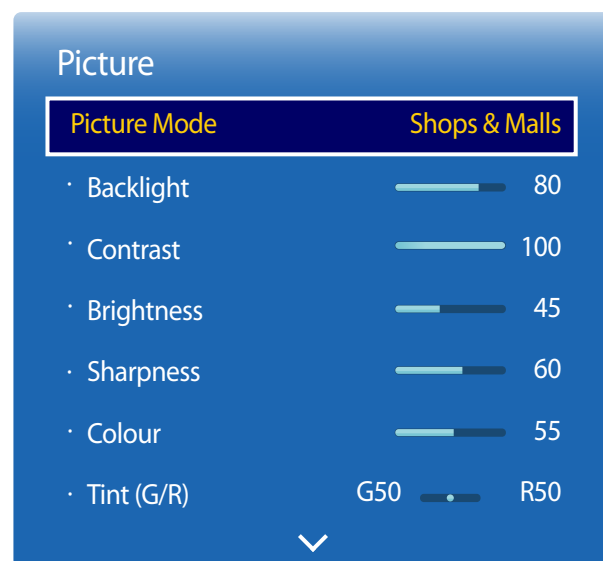 Picture
Picture Mode Shops & Malls
· Backlight 80
· Contrast 100
· Brightness 45
· Sharpness 60
· Colour 55
· Tint (G/R) G50 R50